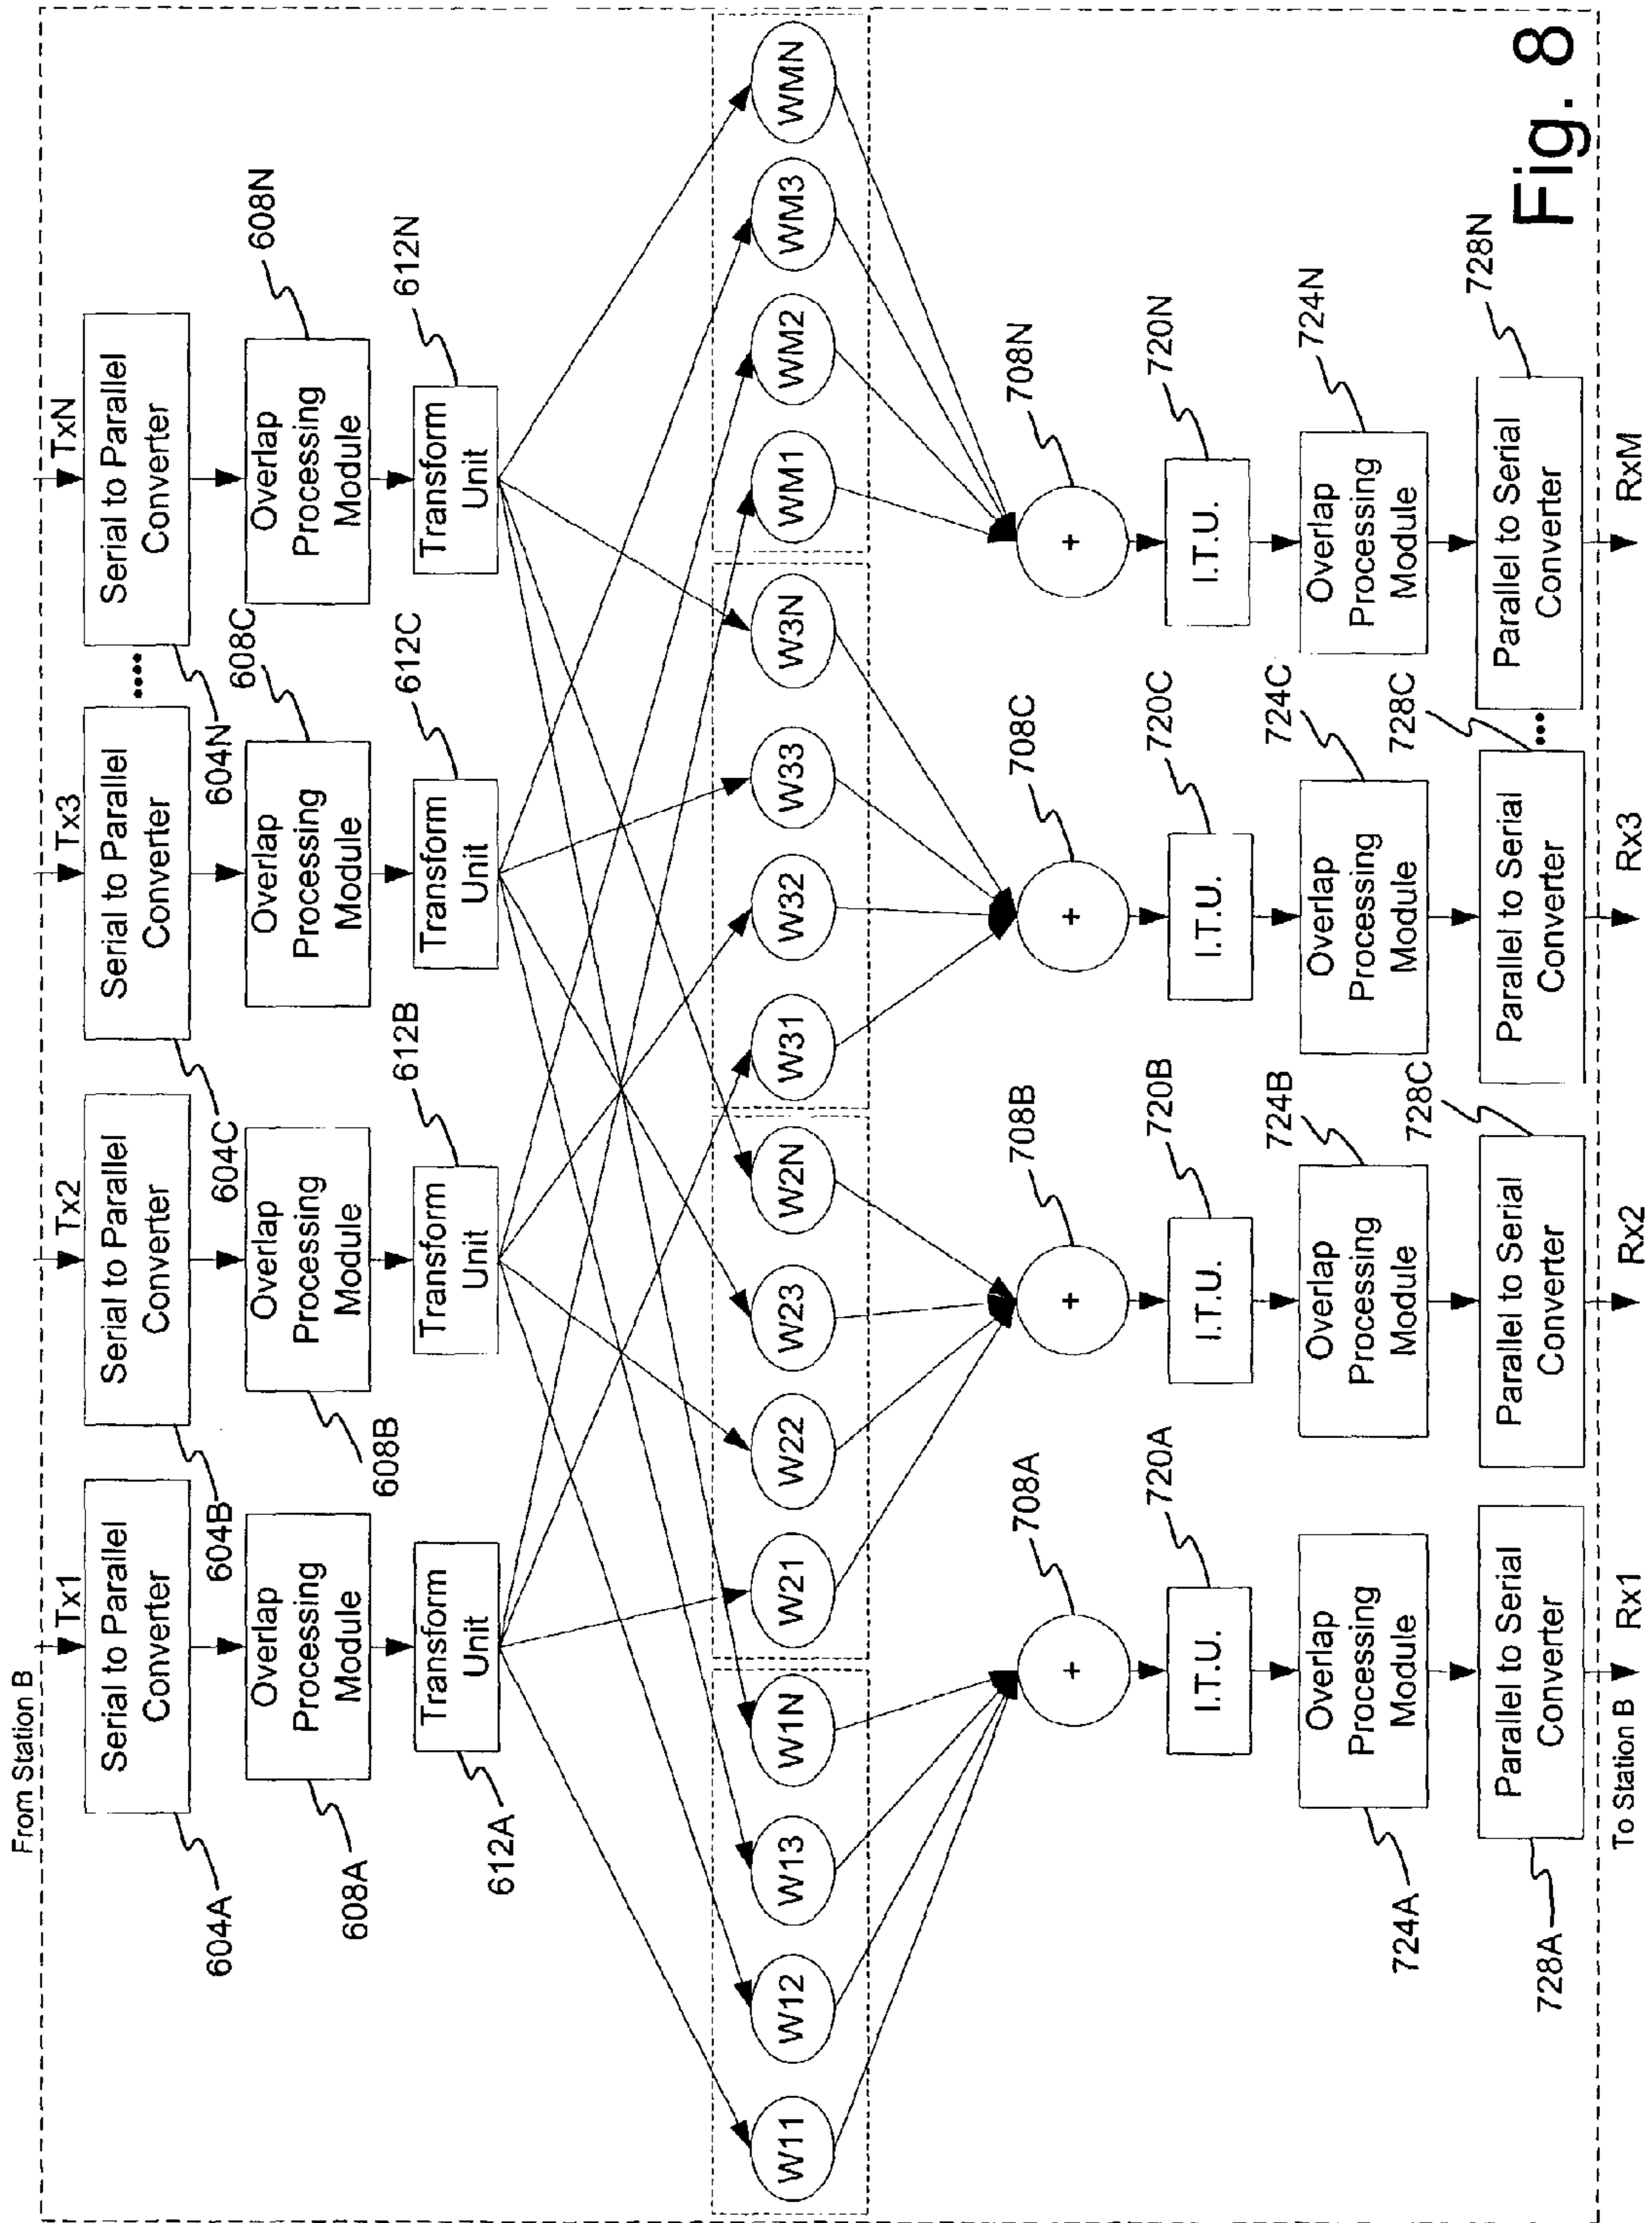 From Station B
Tx1
Tx2
Tx3
TxN
Serial to Parallel
Converter
Serial to Parallel
Converter
Serial to Parallel
Converter
....
Serial to Parallel
Converter
604A
604B
604C
604N
Overlap
Processing
Module
Overlap
Processing
Module
Overlap
Processing
Module
Overlap
Processing
Module
608A
608B
608C
608N
Transform
Unit
Transform
Unit
Transform
Unit
Transform
Unit
612A
612B
612C
612N
W11
W12
W13
W1N
W21
W22
W23
W2N
W31
W32
W33
W3N
WM1
WM2
WM3
WMN
+
+
+
+
708A
708B
708C
708N
I.T.U.
I.T.U.
I.T.U.
I.T.U.
720A
720B
720C
720N
Overlap
Processing
Module
Overlap
Processing
Module
Overlap
Processing
Module
Overlap
Processing
Module
724A
724B
724C
724N
Parallel to Serial
Converter
Parallel to Serial
Converter
Parallel to Serial
Converter
...
Parallel to Serial
Converter
728A
728C
728C
728N
To Station B
Rx1
Rx2
Rx3
RxM
Fig. 8